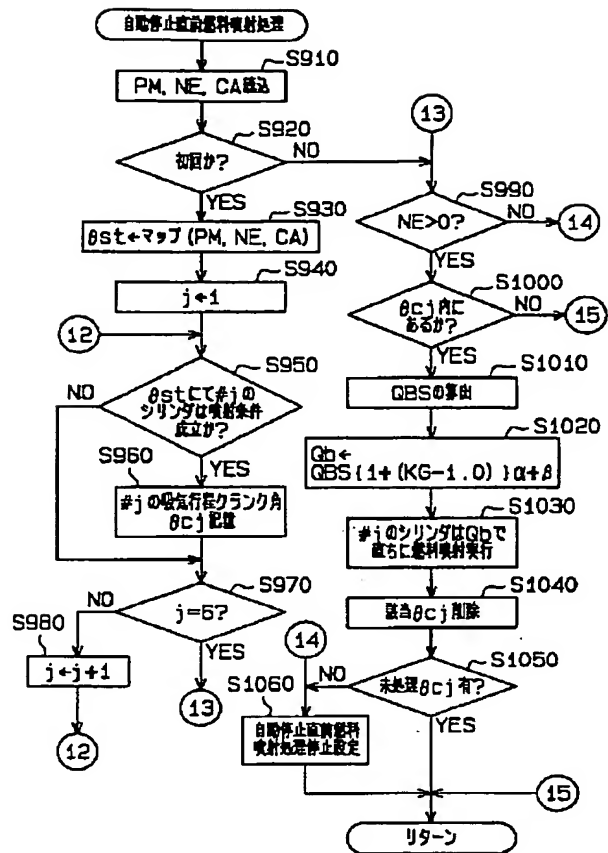 自動停止直前燃料噴射処理
S910
PM, NE, CA読込
S920
初回か?
NO
YES
S930
θst←マップ(PM, NE, CA)
S940
j←1
12
S950
θstにて#jの
シリンダは噴射条件
成立か?
NO
YES
S960
#jの吸気行程クランク角
θcj記憶
S970
j=6?
NO
YES
S980
j←j+1
12
13
13
S990
NE>0?
NO
14
YES
S1000
θcj内に
あるか?
NO
15
YES
S1010
QBSの算出
S1020
Qb←
QBS{1+(KG-1.0)}α+β
S1030
#jのシリンダはQbで
直ちに燃料噴射実行
S1040
該当θcj削除
S1050
未処理θcj有?
NO
YES
14
S1060
自動停止直前燃料
噴射処理停止設定
15
リターン